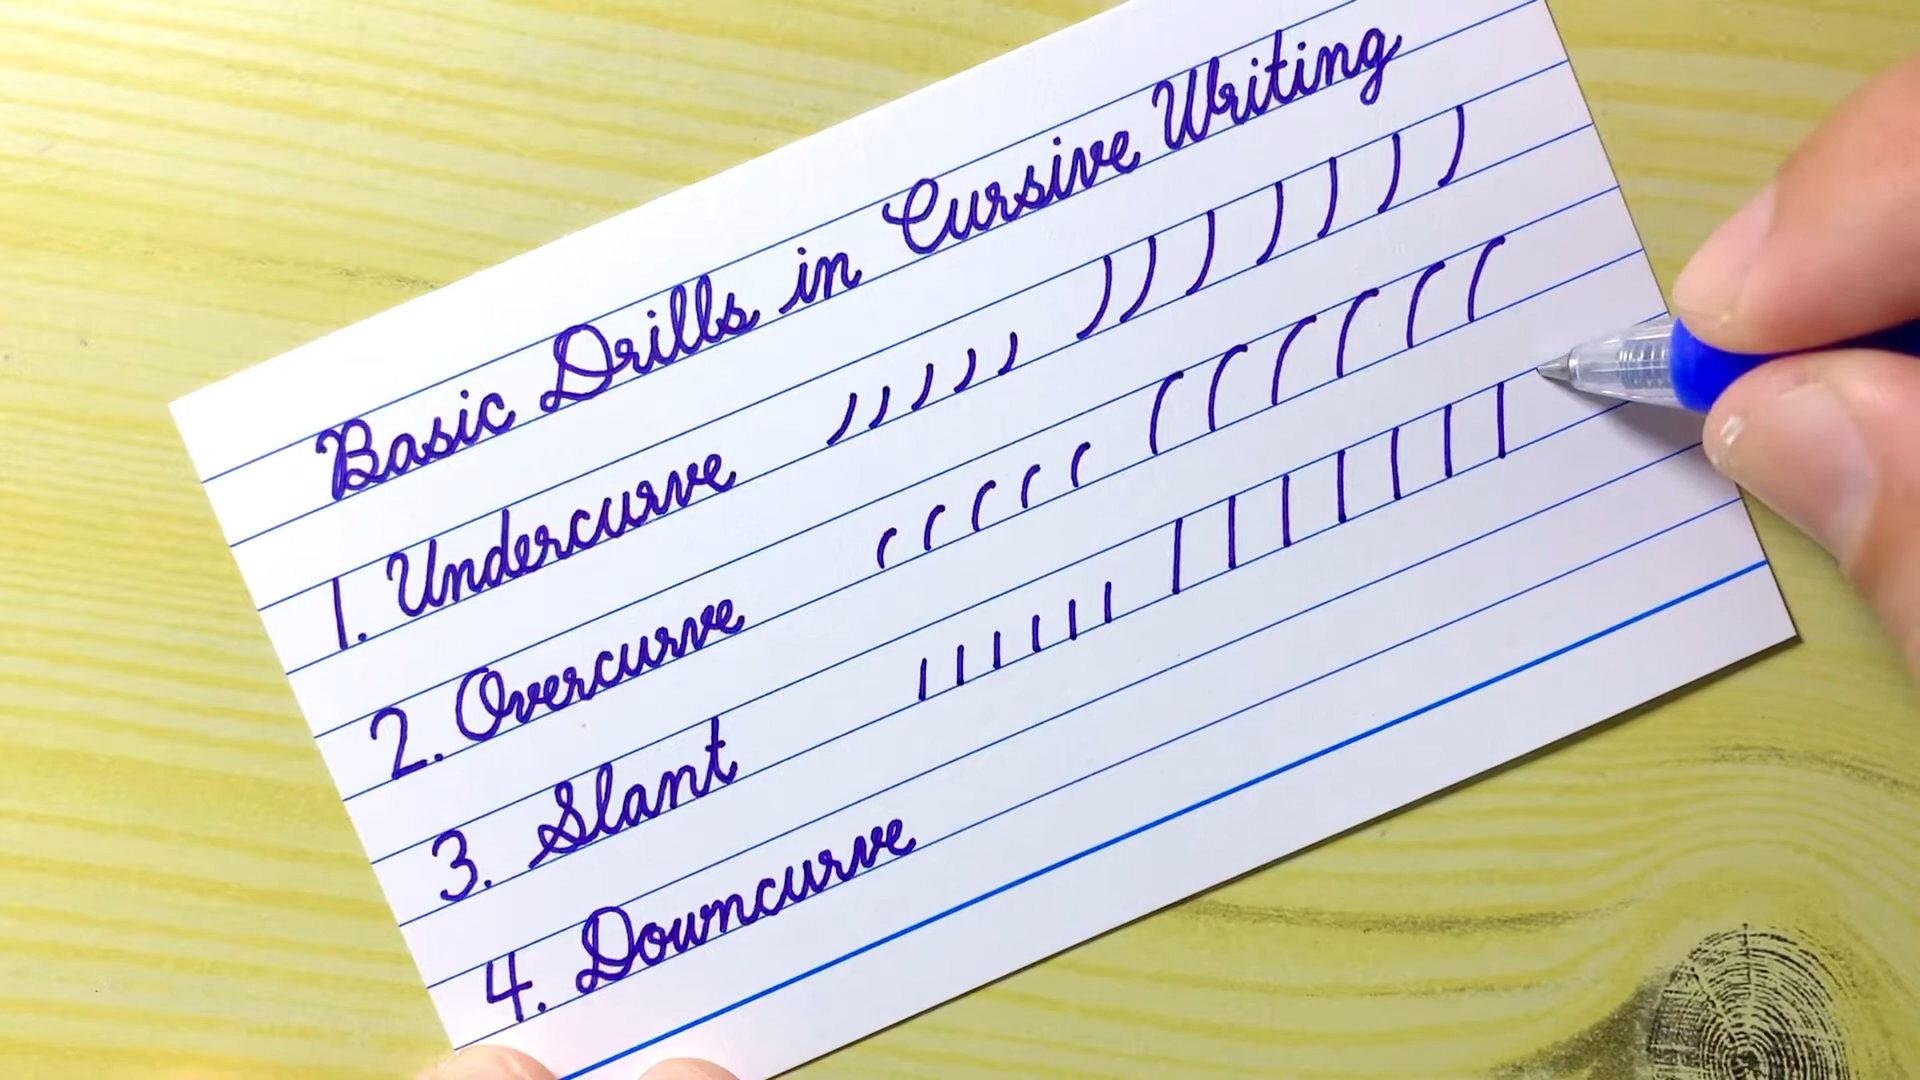 Basic Drills in Cursive Writing
1. Undercurve
2. Overcurve
3. Slant
4. Downcurve